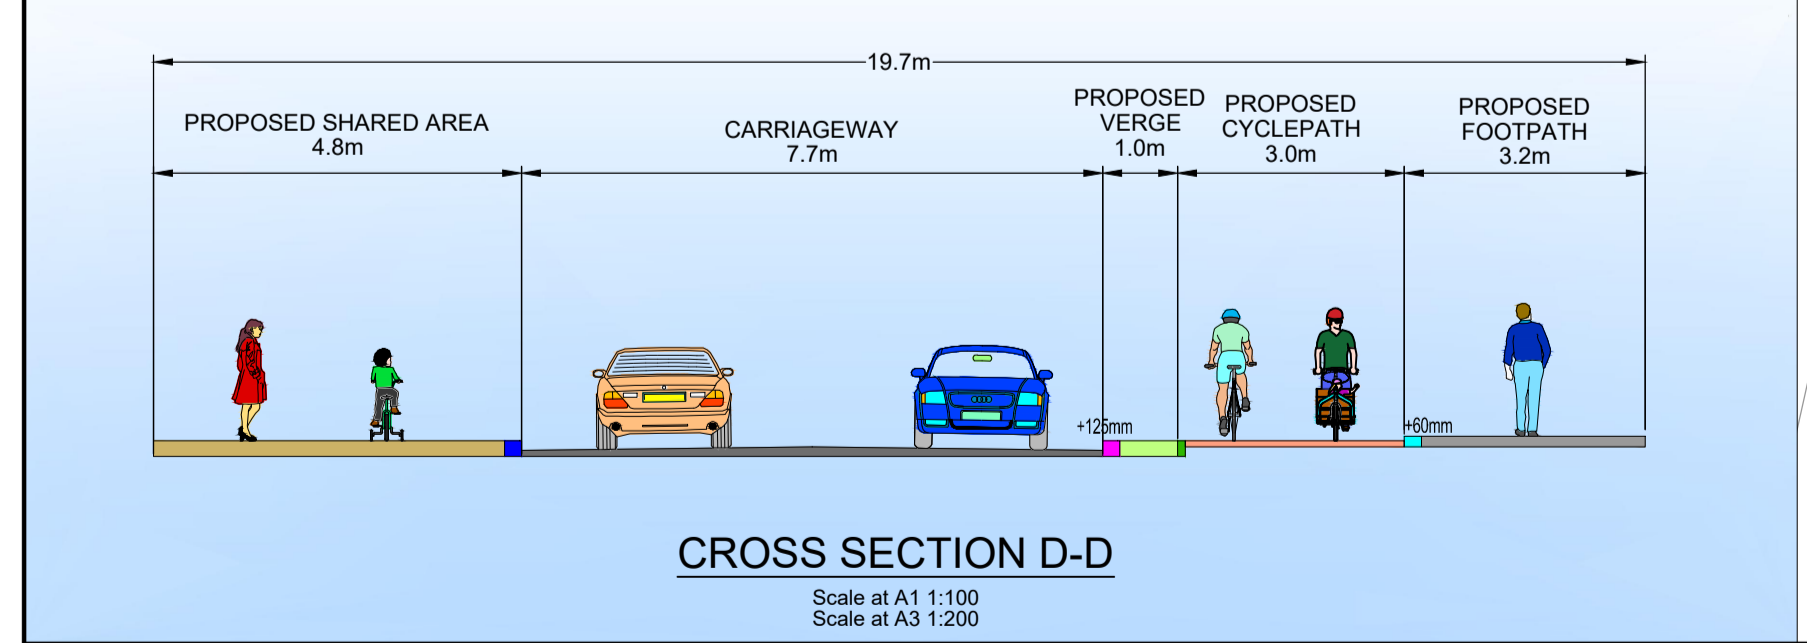 19.7m
PROPOSED SHARED AREA
4.8m
CARRIAGEWAY
7.7m
PROPOSED
VERGE
1.0m
PROPOSED
CYCLEPATH
3.0m
PROPOSED
FOOTPATH
3.2m
+125mm
+60mm
CROSS SECTION D-D
Scale at A1 1:100
Scale at A3 1:200